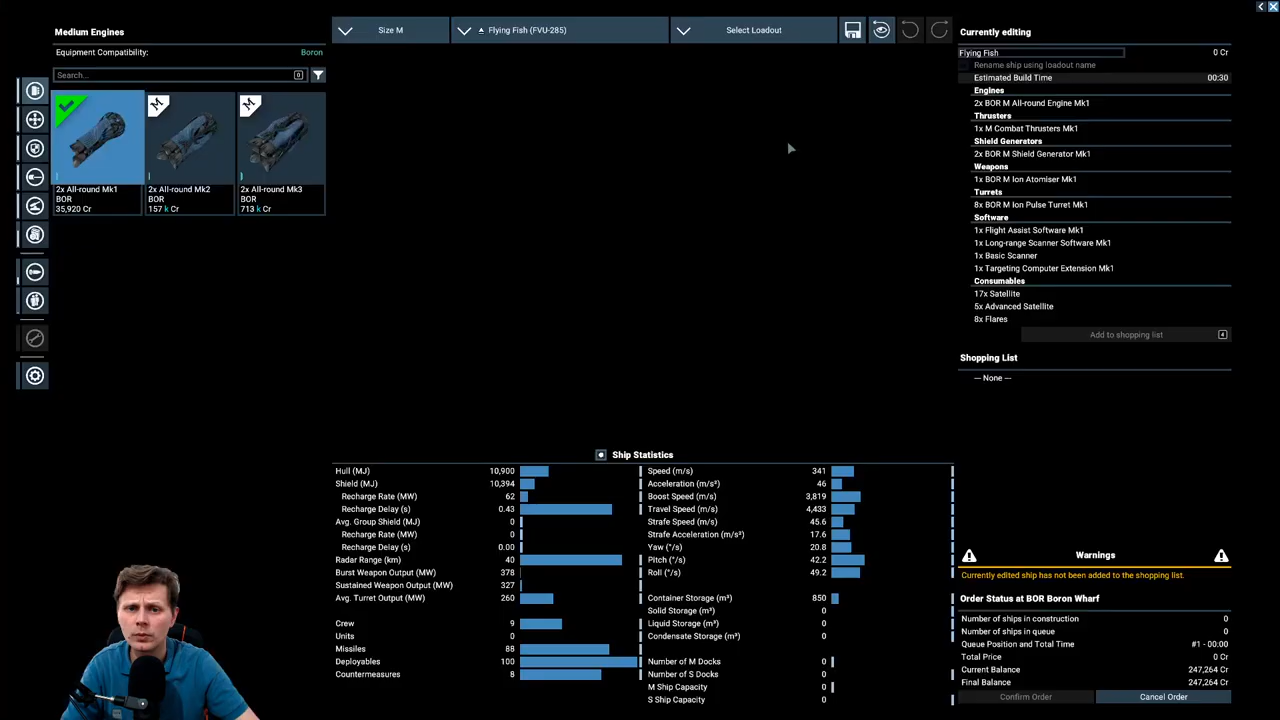 Medium Engines
Equipment Compatibility: Boron
Search... 0
2x All-round Mk1
BOR
35,920 Cr
2x All-round Mk2
BOR
157 k Cr
2x All-round Mk3
BOR
713 k Cr
Size M
Flying Fish (FVU-285)
Select Loadout
Ship Statistics
Hull (MJ) 10,900
Shield (MJ) 10,394
Recharge Rate (MW) 62
Recharge Delay (s) 0.43
Avg. Group Shield (MJ) 0
Recharge Rate (MW) 0
Recharge Delay (s) 0.00
Radar Range (km) 40
Burst Weapon Output (MW) 378
Sustained Weapon Output (MW) 327
Avg. Turret Output (MW) 260
Crew 9
Units 0
Missiles 88
Deployables 100
Countermeasures 8
Speed (m/s) 341
Acceleration (m/s²) 46
Boost Speed (m/s) 3,819
Travel Speed (m/s) 4,433
Strafe Speed (m/s) 45.6
Strafe Acceleration (m/s²) 17.6
Yaw (°/s) 20.8
Pitch (°/s) 42.2
Roll (°/s) 49.2
Container Storage (m³) 850
Solid Storage (m³) 0
Liquid Storage (m³) 0
Condensate Storage (m³) 0
Number of M Docks 0
Number of S Docks 0
M Ship Capacity 0
S Ship Capacity 0
Currently editing
Flying Fish 0 Cr
Rename ship using loadout name
Estimated Build Time 00:30
Engines
2x BOR M All-round Engine Mk1
Thrusters
1x M Combat Thrusters Mk1
Shield Generators
2x BOR M Shield Generator Mk1
Weapons
1x BOR M Ion Atomiser Mk1
Turrets
8x BOR M Ion Pulse Turret Mk1
Software
1x Flight Assist Software Mk1
1x Long-range Scanner Software Mk1
1x Basic Scanner
1x Targeting Computer Extension Mk1
Consumables
17x Satellite
5x Advanced Satellite
8x Flares
Add to shopping list 4
Shopping List
--- None ---
Warnings
Currently edited ship has not been added to the shopping list.
Order Status at BOR Boron Wharf
Number of ships in construction 0
Number of ships in queue 0
Queue Position and Total Time #1 - 00:00
Total Price 0 Cr
Current Balance 247,264 Cr
Final Balance 247,264 Cr
Confirm Order
Cancel Order